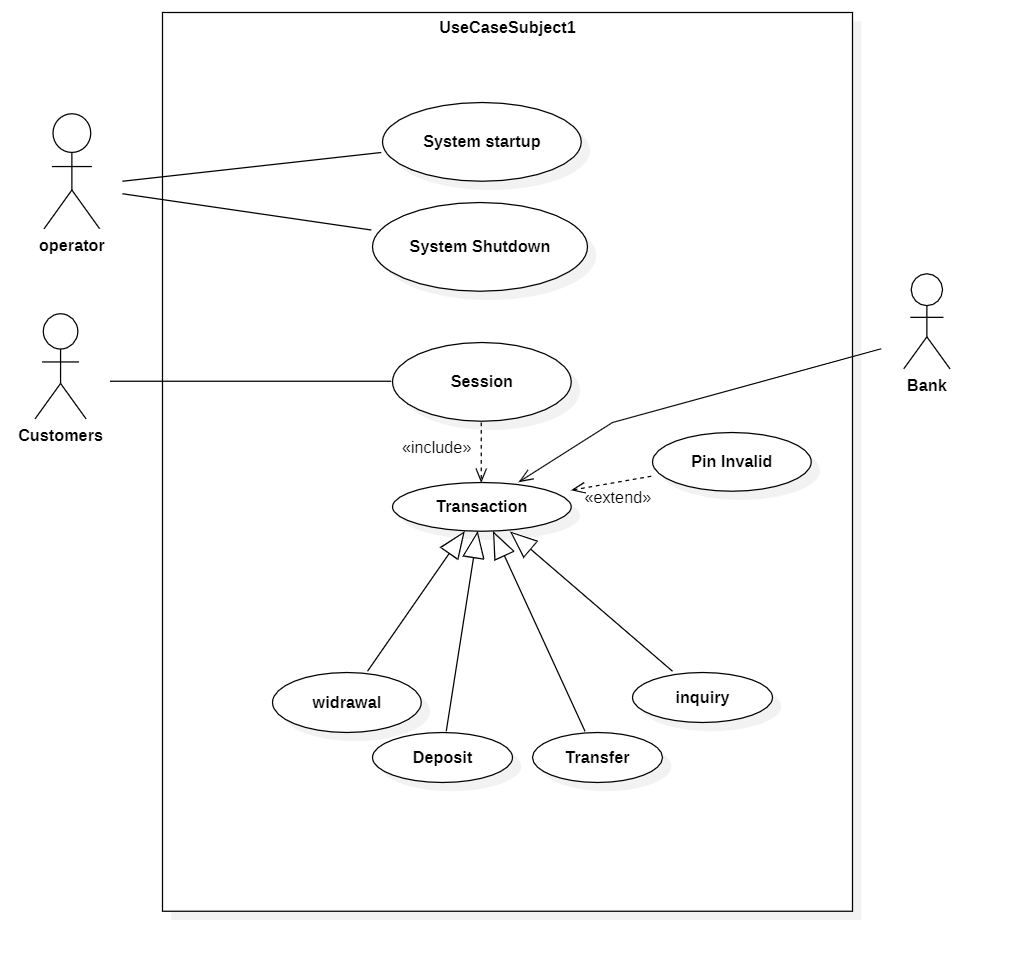 UseCaseSubject1
System startup
operator
System Shutdown
Session
Customers
Bank
«include»
Pin Invalid
«extend»
Transaction
widrawal
inquiry
Deposit
Transfer